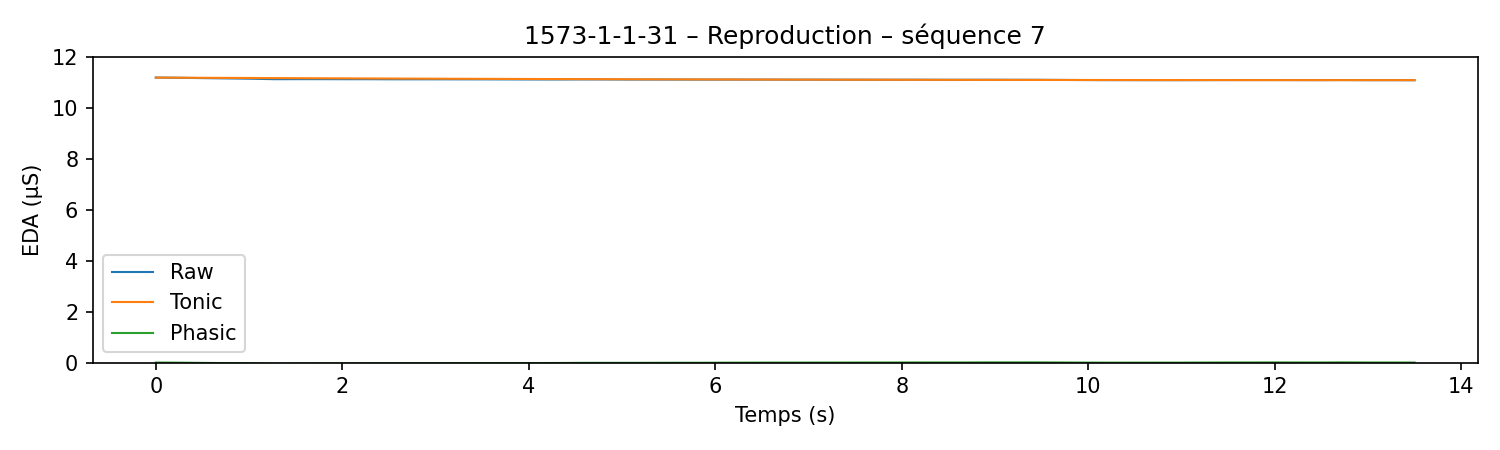 1573-1-1-31 – Reproduction – séquence 7
12
10
8
6
4
2
0
EDA (µS)
Raw
Tonic
Phasic
0 2 4 6 8 10 12 14
Temps (s)